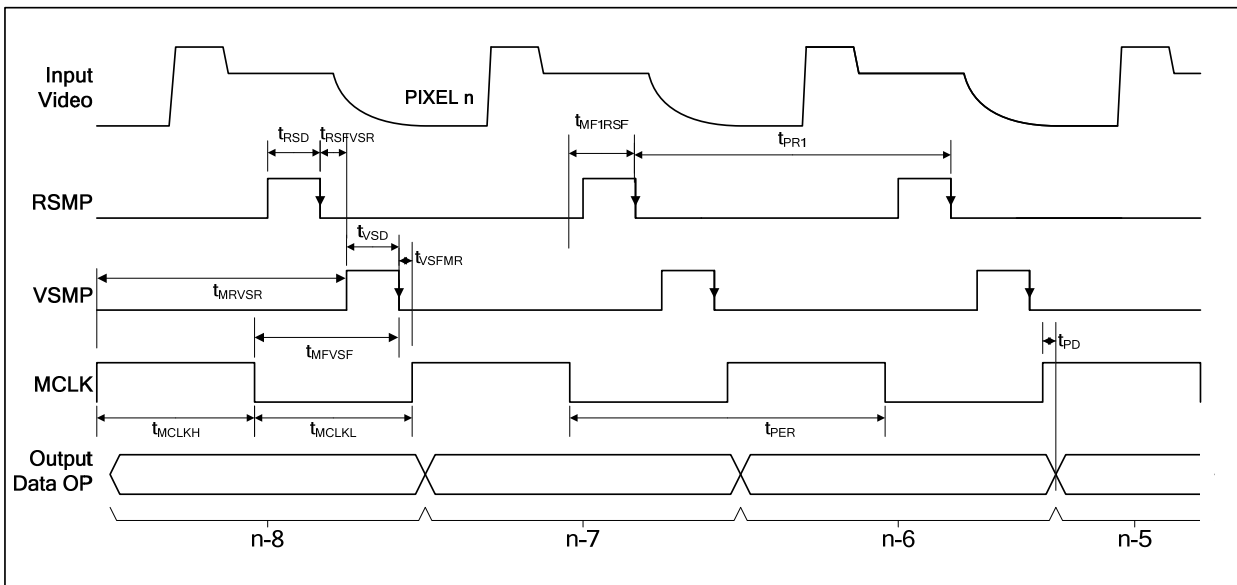 Input
Video
PIXEL n
tRSD
tRSFVSR
tMF1RSF
tPR1
RSMP
tVSD
tVSFMR
VSMP
tMRVSR
tMFVSF
tPD
MCLK
tMCLKH
tMCLKL
tPER
Output
Data OP
n-8
n-7
n-6
n-5